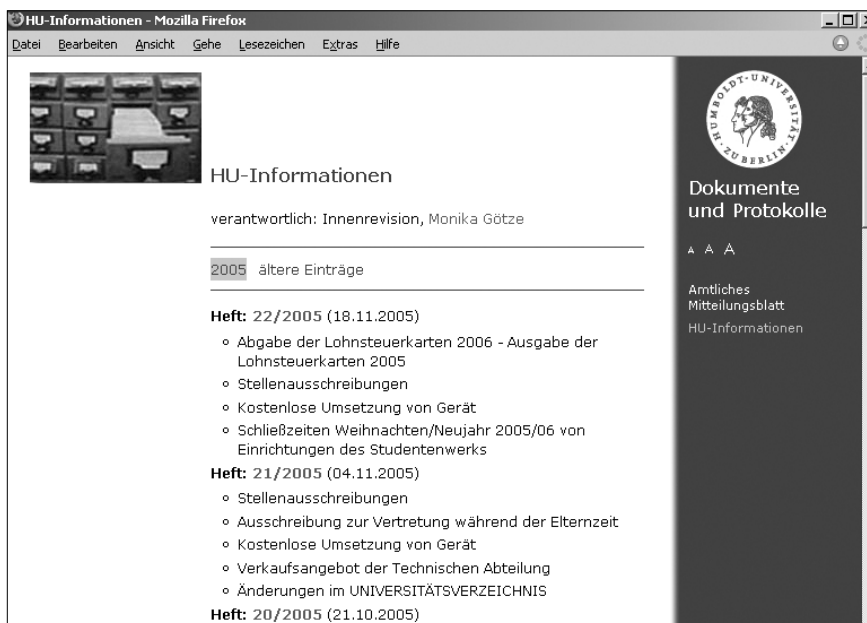 HU-Informationen - Mozilla Firefox
Datei Bearbeiten Ansicht Gehe Lesezeichen Extras Hilfe
HU-Informationen
verantwortlich: Innenrevision, Monika Götze
2005 ältere Einträge
Heft: 22/2005 (18.11.2005)
Abgabe der Lohnsteuerkarten 2006 - Ausgabe der
Lohnsteuerkarten 2005
Stellenausschreibungen
Kostenlose Umsetzung von Gerät
Schließzeiten Weihnachten/Neujahr 2005/06 von
Einrichtungen des Studentenwerks
Heft: 21/2005 (04.11.2005)
Stellenausschreibungen
Ausschreibung zur Vertretung während der Elternzeit
Kostenlose Umsetzung von Gerät
Verkaufsangebot der Technischen Abteilung
Änderungen im UNIVERSITÄTSVERZEICHNIS
Heft: 20/2005 (21.10.2005)
HUMBOLDT-UNIVERSITÄT
ZU BERLIN
Dokumente
und Protokolle
A A A
Amtliches
Mitteilungsblatt
HU-Informationen